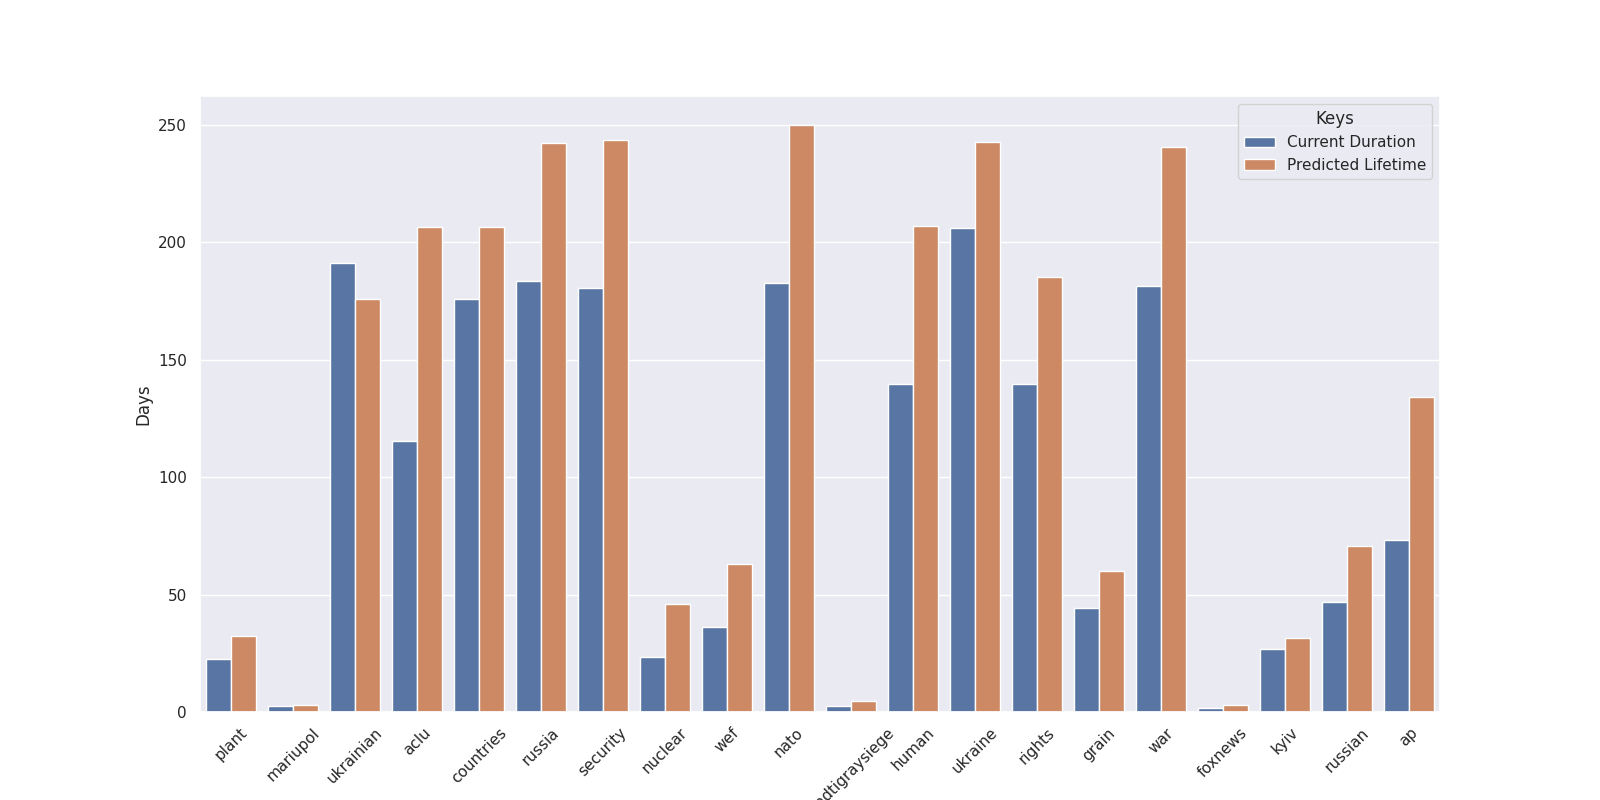 250
200
150
100
50
0
Days
Keys
Current Duration
Predicted Lifetime
plant
mariupol
ukrainian
aclu
countries
russia
security
nuclear
wef
nato
human
ukraine
rights
grain
war
foxnews
kyiv
russian
ap